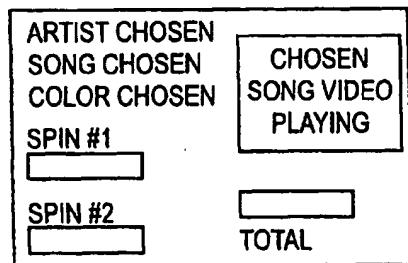 ARTIST CHOSEN
SONG CHOSEN
COLOR CHOSEN
CHOSEN
SONG VIDEO
PLAYING
SPIN #1
SPIN #2
TOTAL